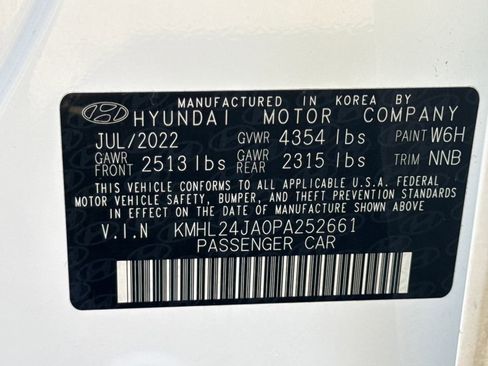 MANUFACTURED IN KOREA BY
HYUNDAI MOTOR COMPANY
JUL/2022 GVWR 4354 lbs PAINT W6H
GAWR FRONT 2513 lbs GAWR REAR 2315 lbs TRIM NNB
THIS VEHICLE CONFORMS TO ALL APPLICABLE U.S.A. FEDERAL
MOTOR VEHICLE SAFETY, BUMPER, AND THEFT PREVENTION STANDARDS
IN EFFECT ON THE DATE OF MANUFACTURE SHOWN ABOVE.
V.I.N KMHL24JA0PA252661
PASSENGER CAR